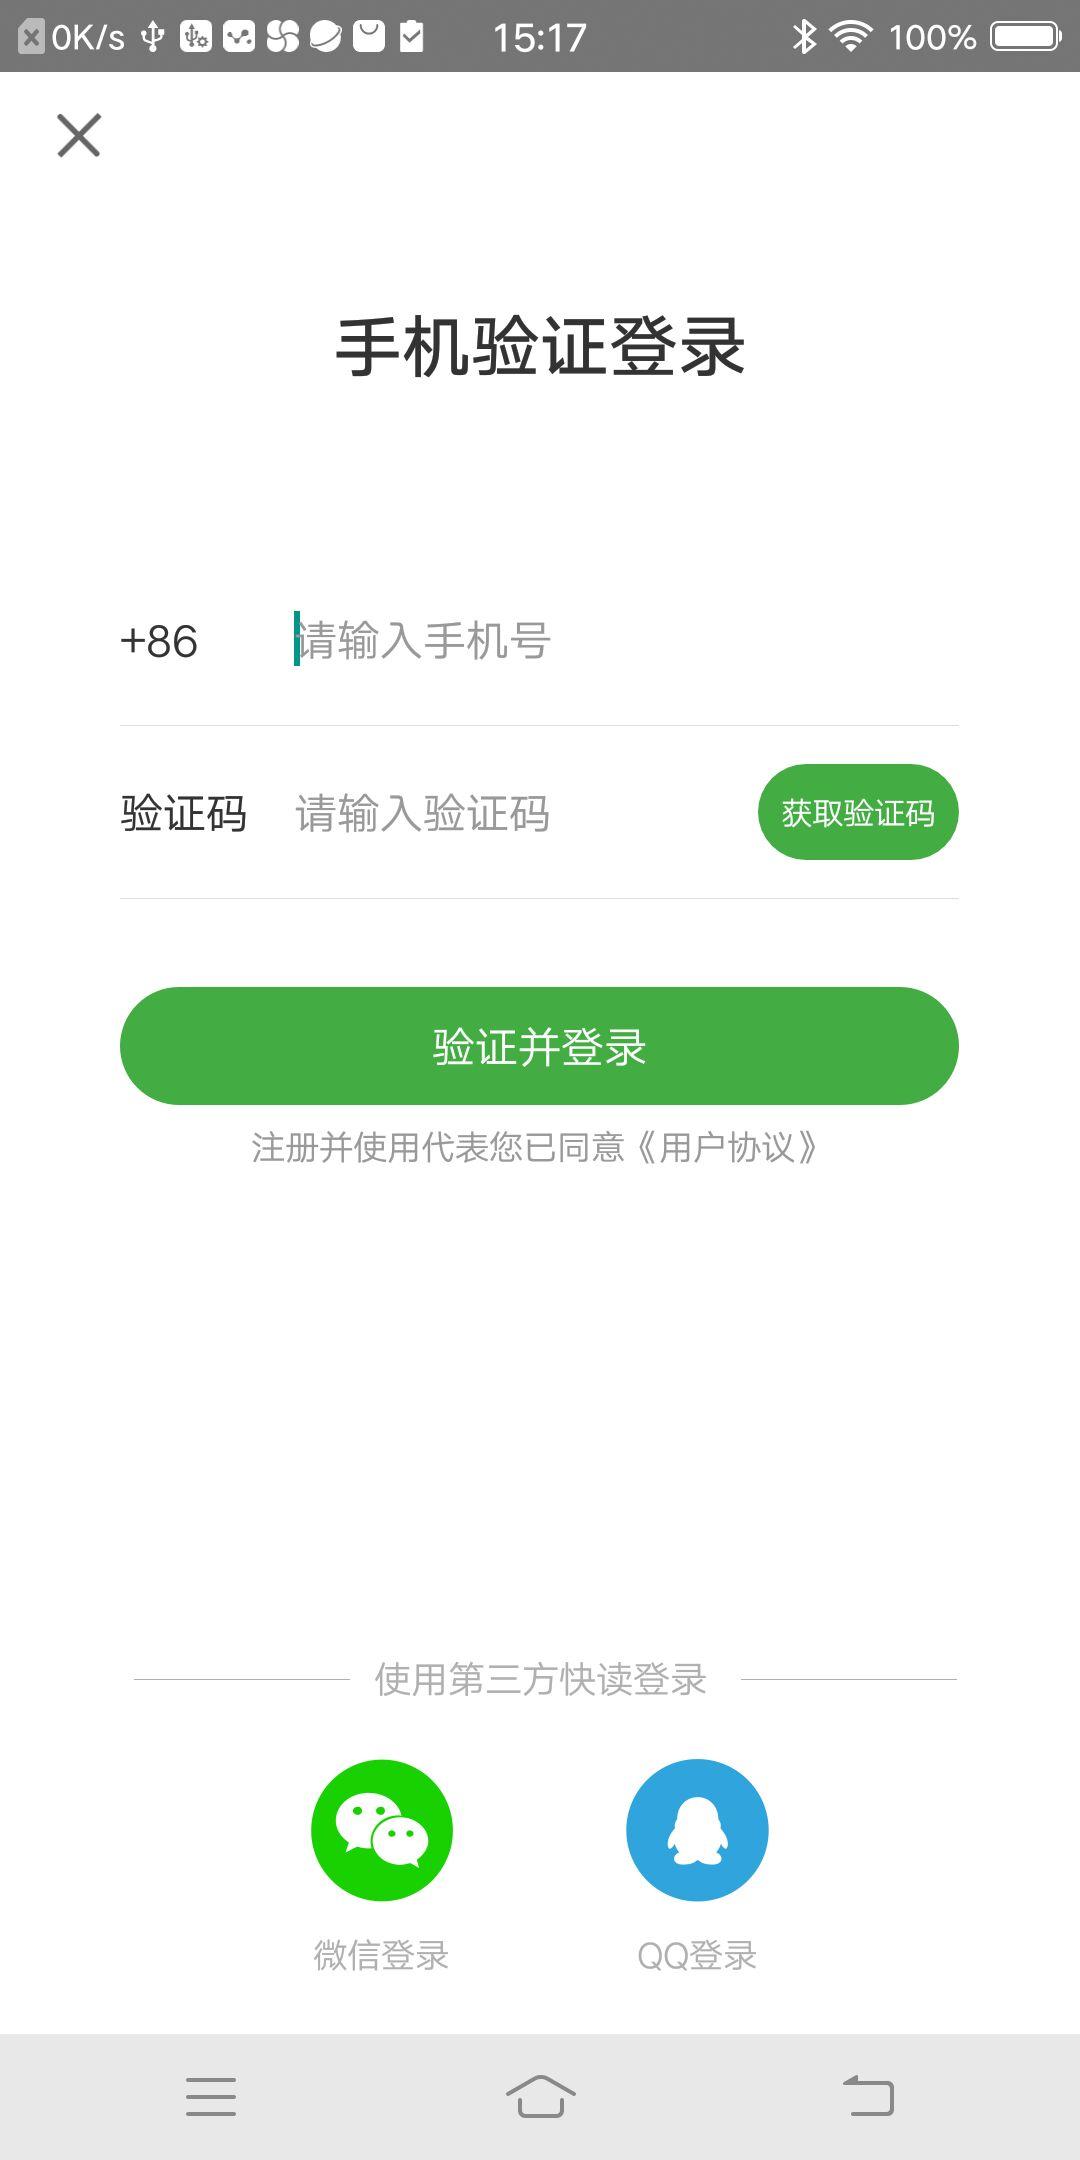 0K/s 15:17 100%
手机验证登录
+86 请输入手机号
验证码 请输入验证码 获取验证码
验证并登录
注册并使用代表您已同意《用户协议》
使用第三方快读登录
微信登录 QQ登录